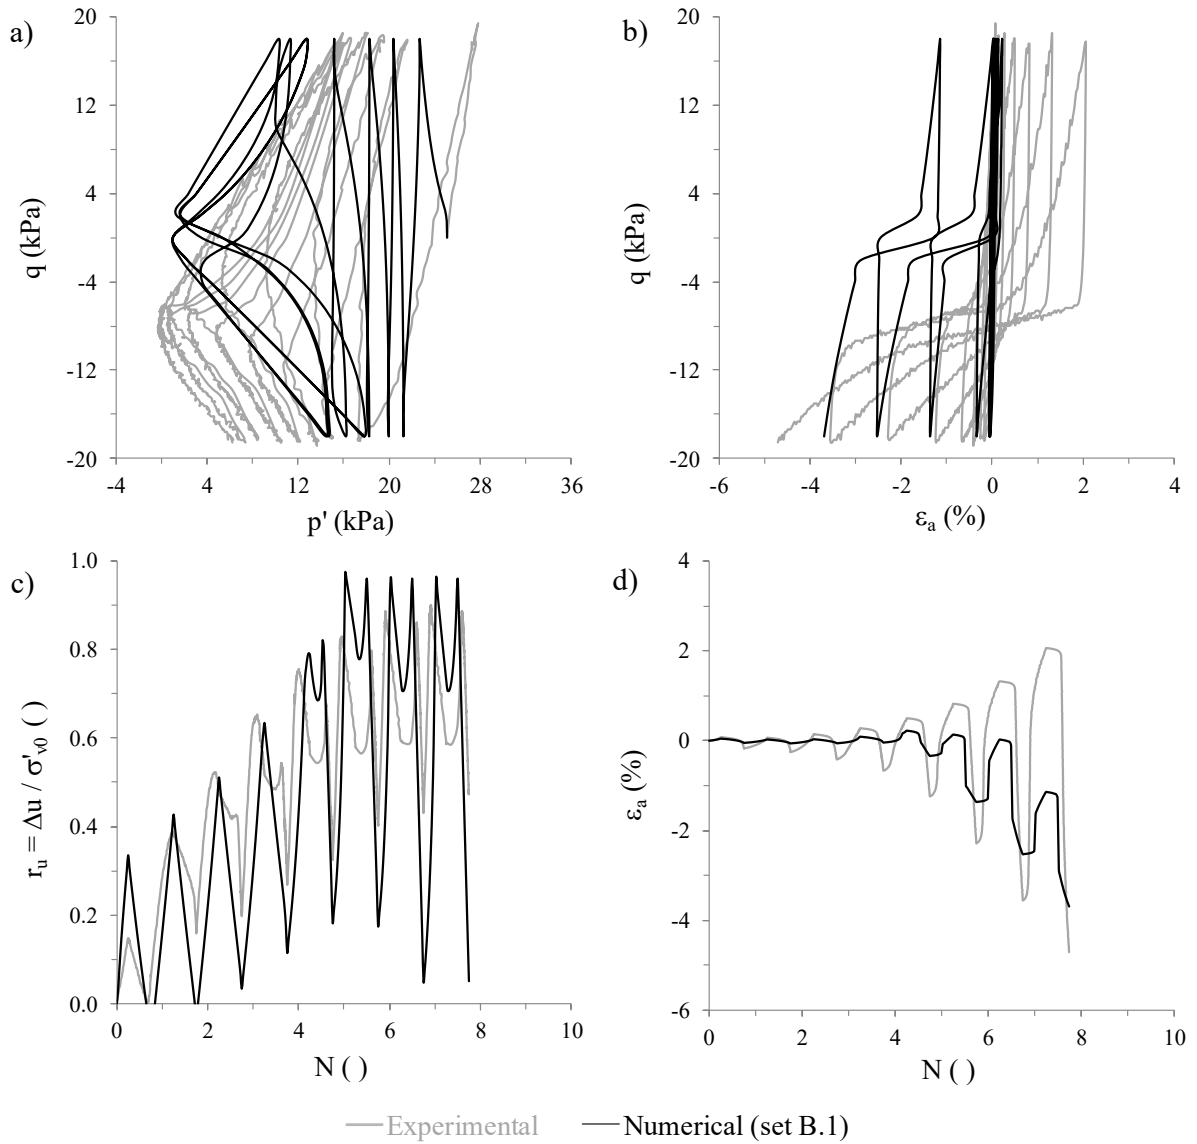 a)
20
12
4
-4
-12
-20
q (kPa)
-4 4 12 20 28 36
p' (kPa)
b)
20
12
4
-4
-12
-20
q (kPa)
-6 -4 -2 0 2 4
εa (%)
c)
1.0
0.8
0.6
0.4
0.2
0.0
ru = Δu / σ'v0 ( )
0 2 4 6 8 10
N ( )
d)
4
2
0
-2
-4
-6
εa (%)
0 2 4 6 8 10
N ( )
Experimental Numerical (set B.1)